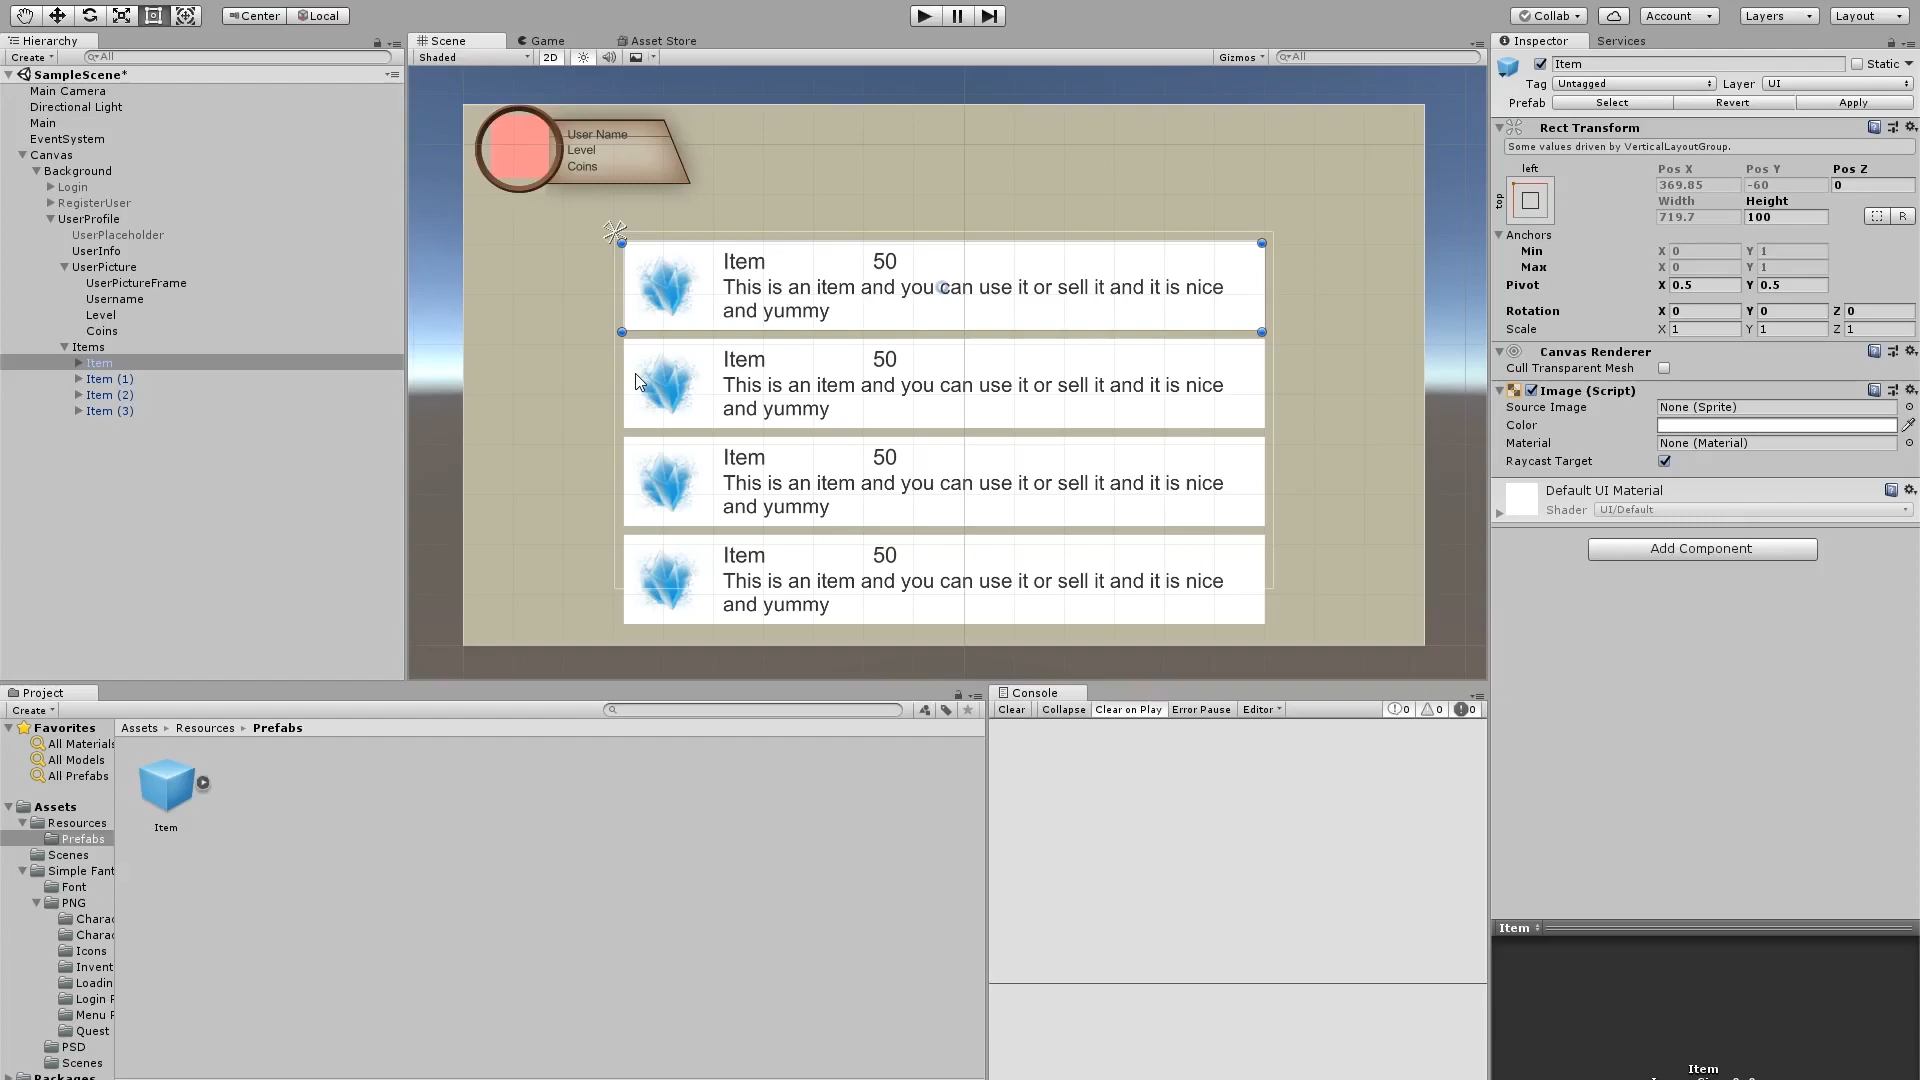 Center
Local
Collab
Account
Layers
Layout
Hierarchy
Create
All
SampleScene*
Main Camera
Directional Light
Main
EventSystem
Canvas
Background
Login
RegisterUser
UserProfile
UserPlaceholder
UserInfo
UserPicture
UserPictureFrame
Username
Level
Coins
Items
Item
Item (1)
Item (2)
Item (3)
Scene
Game
Asset Store
Shaded
2D
Gizmos
All
User Name
Level
Coins
Item 50
This is an item and you can use it or sell it and it is nice
and yummy
Item 50
This is an item and you can use it or sell it and it is nice
and yummy
Item 50
This is an item and you can use it or sell it and it is nice
and yummy
Item 50
This is an item and you can use it or sell it and it is nice
and yummy
Inspector
Services
Item
Static
Tag Untagged Layer UI
Prefab Select Revert Apply
Rect Transform
Some values driven by VerticalLayoutGroup.
left
top
Pos X Pos Y Pos Z
369.85 -60 0
Width Height
719.7 100
R
Anchors
Min X 0 Y 1
Max X 0 Y 1
Pivot X 0.5 Y 0.5
Rotation X 0 Y 0 Z 0
Scale X 1 Y 1 Z 1
Canvas Renderer
Cull Transparent Mesh
Image (Script)
Source Image None (Sprite)
Color
Material None (Material)
Raycast Target
Default UI Material
Shader UI/Default
Add Component
Item
Item
Project
Create
Favorites
All Materials
All Models
All Prefabs
Assets
Resources
Prefabs
Scenes
Simple Fant
Font
PNG
Charac
Charac
Icons
Invent
Loadin
Login F
Menu F
Quest
PSD
Scenes
Assets Resources Prefabs
Item
Console
Clear
Collapse
Clear on Play
Error Pause
Editor
0
0
0